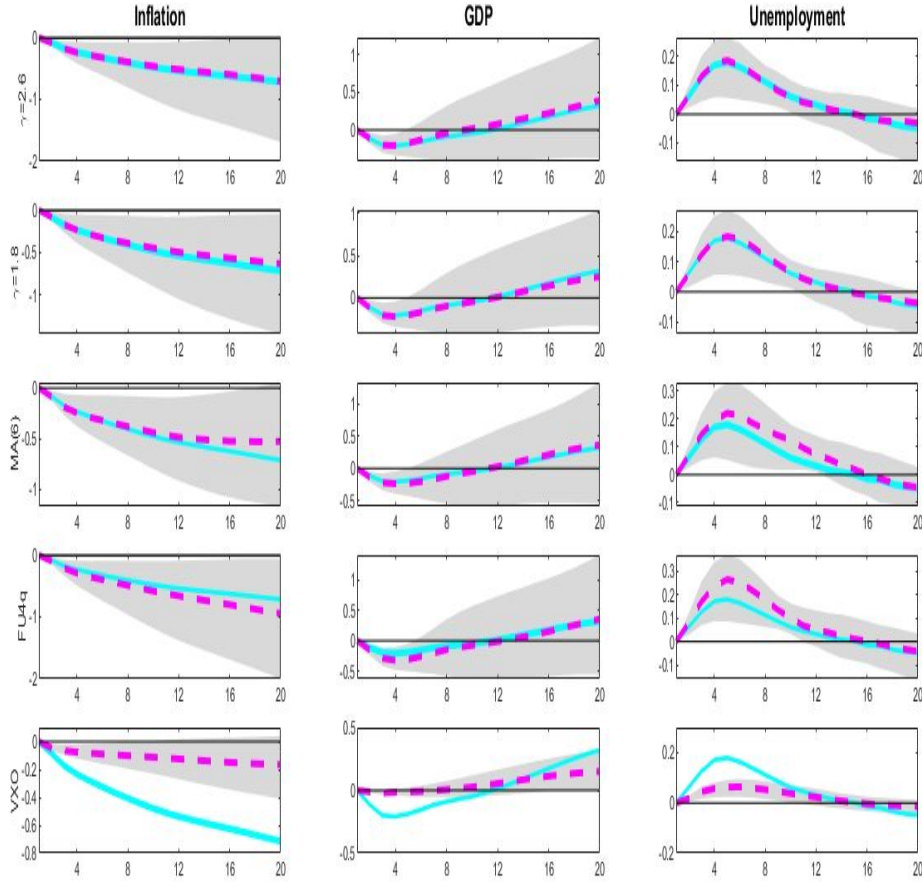 Inflation GDP Unemployment
γ=2.6
0 -1 -2
4 8 12 16 20
1 0.5 0
4 8 12 16 20
0.2 0.1 0 -0.1
4 8 12 16 20
γ=1.8
0 -0.5 -1
4 8 12 16 20
1 0.5 0
4 8 12 16 20
0.2 0.1 0 -0.1
4 8 12 16 20
MA(6)
0 -0.5 -1
4 8 12 16 20
1 0.5 0 -0.5
4 8 12 16 20
0.3 0.2 0.1 0 -0.1
4 8 12 16 20
FU4q
0 -1 -2
4 8 12 16 20
1 0.5 0 -0.5
4 8 12 16 20
0.3 0.2 0.1 0 -0.1
4 8 12 16 20
VXO
0 -0.2 -0.4 -0.6 -0.8
4 8 12 16 20
0.5 0 -0.5
4 8 12 16 20
0.2 0 -0.2
4 8 12 16 20